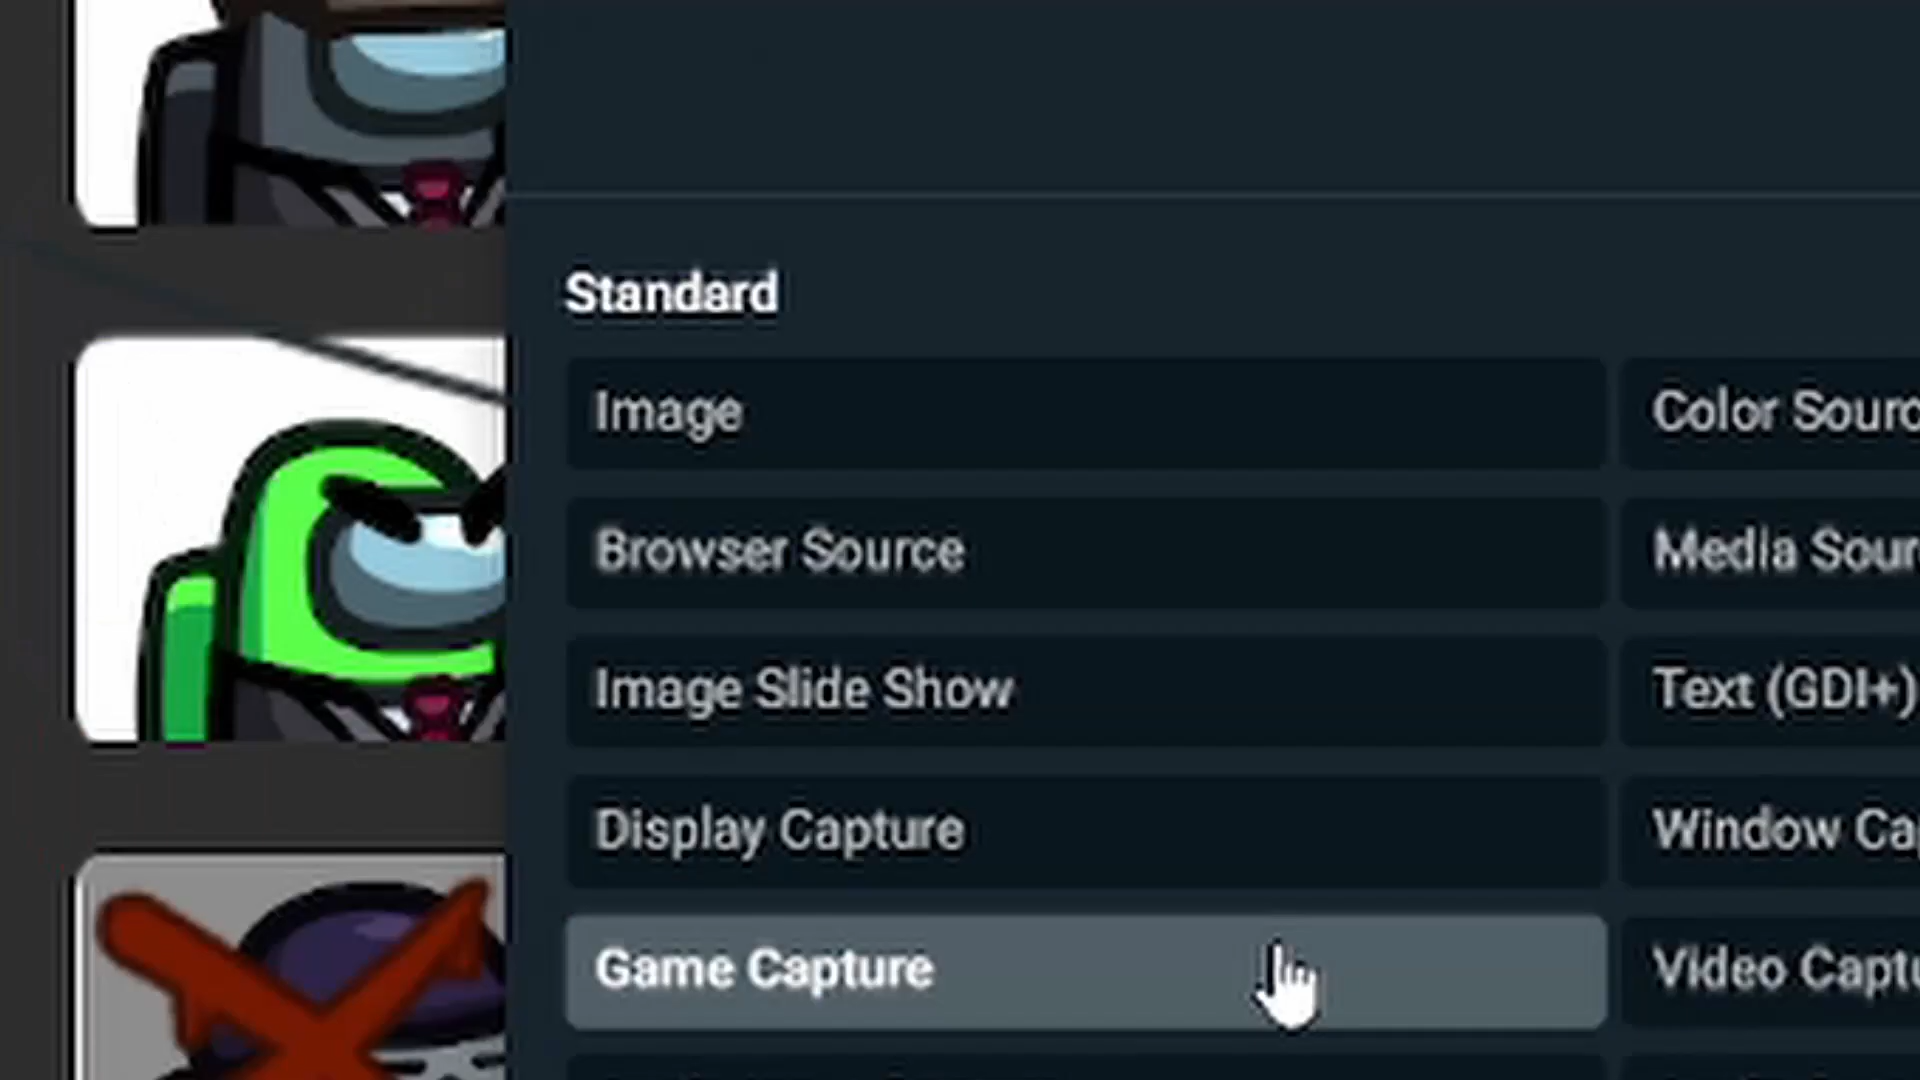 Standard
Image
Color Sourc
Browser Source
Media Sour
Image Slide Show
Text (GDI+)
Display Capture
Window Cap
Game Capture
Video Captu